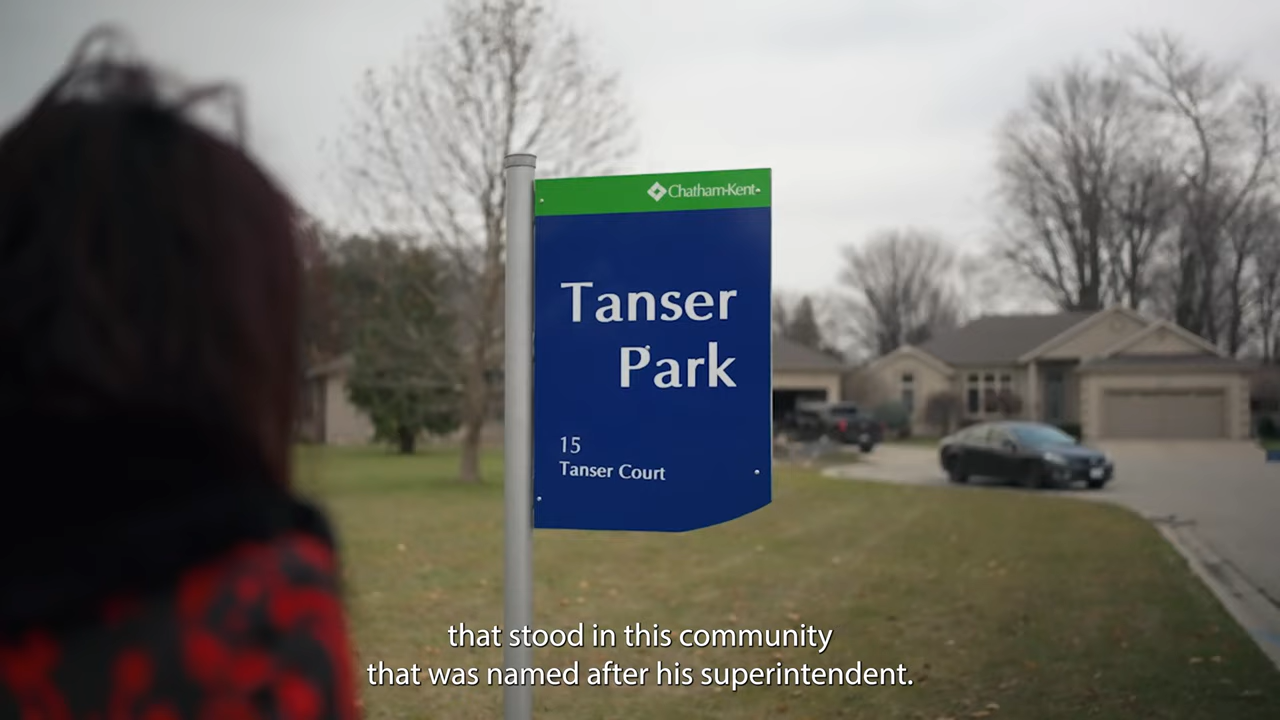 Chatham-Kent
Tanser
Park
15
Tanser Court
that stood in this community
that was named after his superintendent.